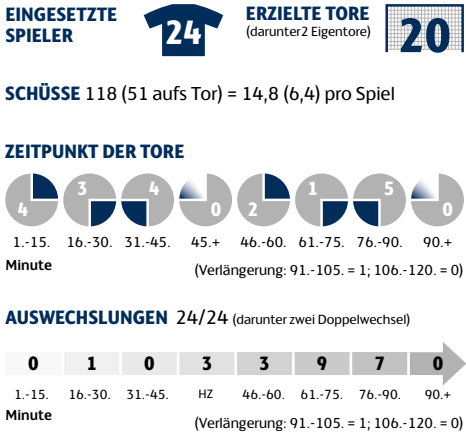 EINGESETZTE
SPIELER
24
ERZIELTE TORE
(darunter2 Eigentore)
20
SCHÜSSE 118 (51 aufs Tor) = 14,8 (6,4) pro Spiel
ZEITPUNKT DER TORE
4 3 4 0 2 1 5 0
1.-15. 16.-30. 31.-45. 45.+ 46.-60. 61.-75. 76.-90. 90.+
Minute
(Verlängerung: 91.-105. = 1; 106.-120. = 0)
AUSWECHSLUNGEN 24/24 (darunter zwei Doppelwechsel)
0 1 0 3 3 9 7 0
1.-15. 16.-30. 31.-45. HZ 46.-60. 61.-75. 76.-90. 90.+
Minute
(Verlängerung: 91.-105. = 1; 106.-120. = 0)